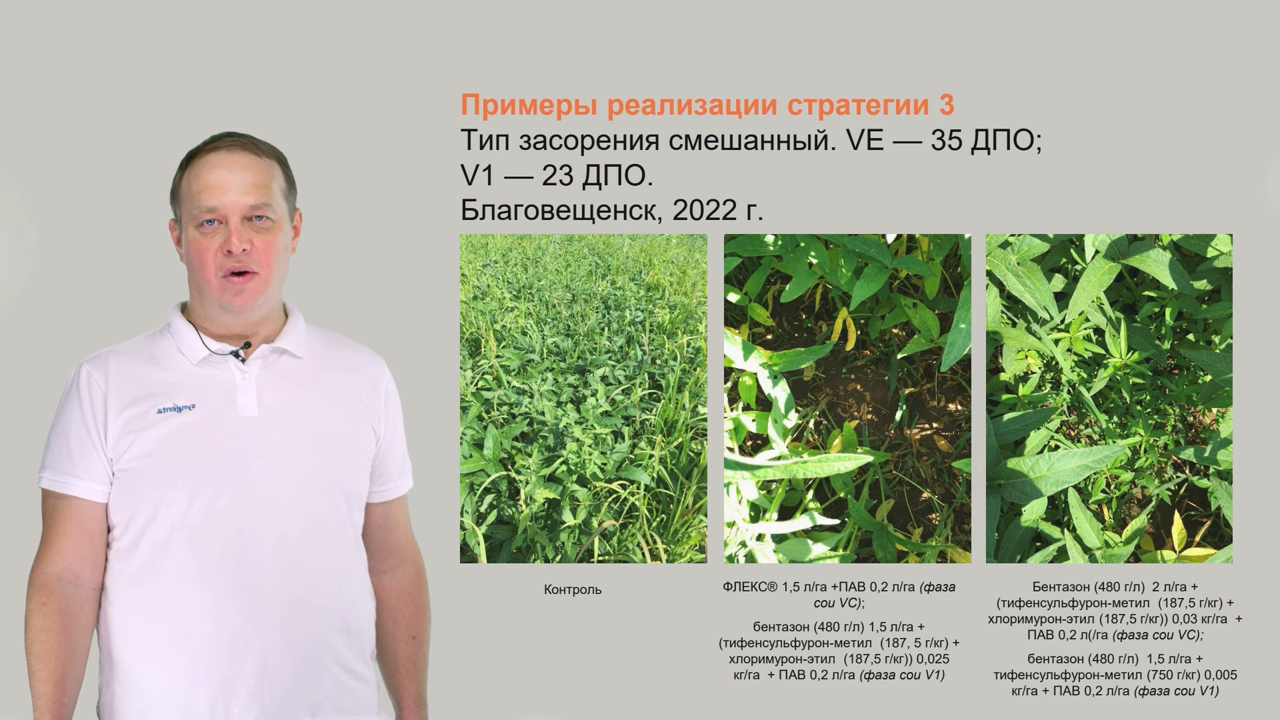 Примеры реализации стратегии 3
Тип засорения смешанный. VE — 35 ДПО;
V1 — 23 ДПО.
Благовещенск, 2022 г.
syngenta
Контроль
ФЛЕКС® 1,5 л/га +ПАВ 0,2 л/га (фаза
сои VC);
бентазон (480 г/л) 1,5 л/га +
(тифенсульфурон-метил (187, 5 г/кг) +
хлоримурон-этил (187,5 г/кг)) 0,025
кг/га + ПАВ 0,2 л/га (фаза сои V1)
Бентазон (480 г/л) 2 л/га +
(тифенсульфурон-метил (187,5 г/кг) +
хлоримурон-этил (187,5 г/кг)) 0,03 кг/га +
ПАВ 0,2 л(/га (фаза сои VC);
бентазон (480 г/л) 1,5 л/га +
тифенсульфурон-метил (750 г/кг) 0,005
кг/га + ПАВ 0,2 л/га (фаза сои V1)